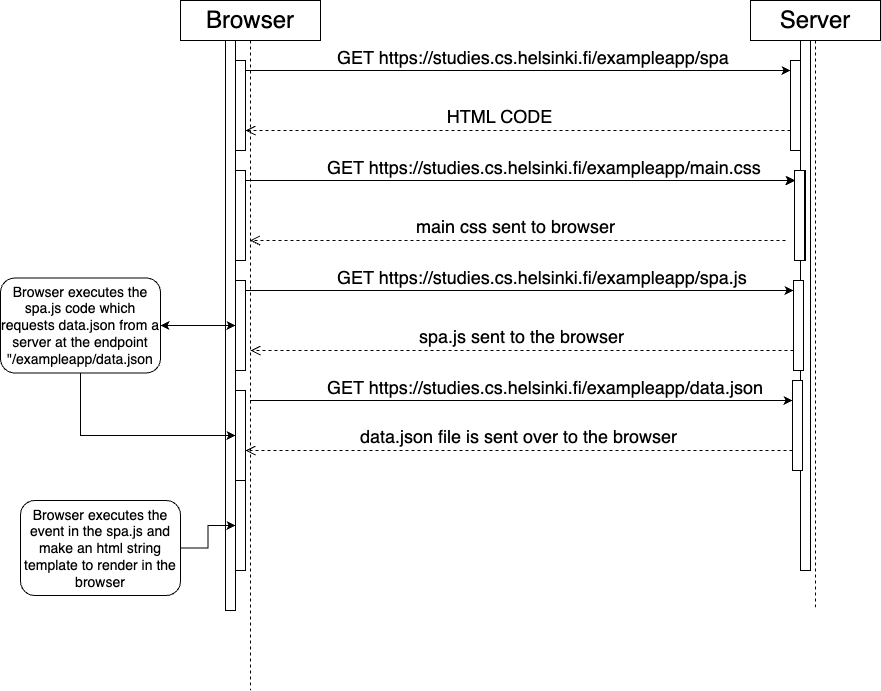 Browser
Server
GET https://studies.cs.helsinki.fi/exampleapp/spa
HTML CODE
GET https://studies.cs.helsinki.fi/exampleapp/main.css
main css sent to browser
GET https://studies.cs.helsinki.fi/exampleapp/spa.js
Browser executes the
spa.js code which
requests data.json from a
server at the endpoint
"/exampleapp/data.json
spa.js sent to the browser
GET https://studies.cs.helsinki.fi/exampleapp/data.json
data.json file is sent over to the browser
Browser executes the
event in the spa.js and
make an html string
template to render in the
browser